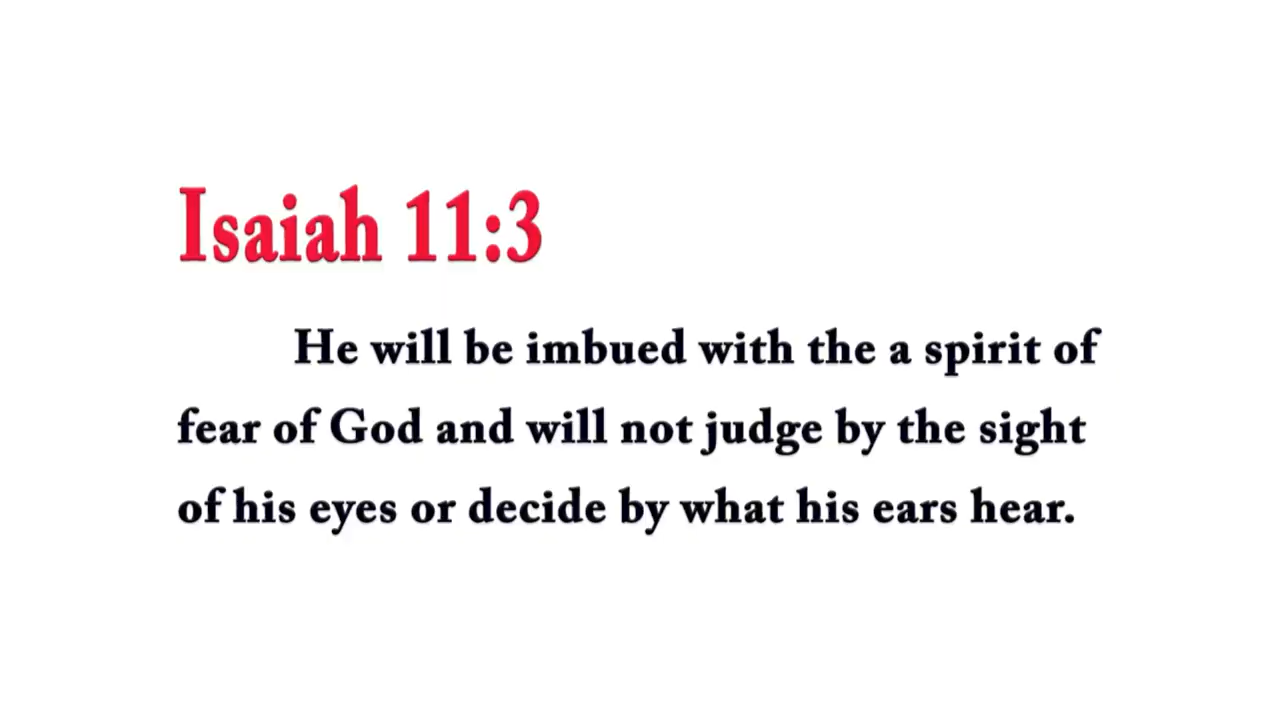 Isaiah 11:3
He will be imbued with the a spirit of
fear of God and will not judge by the sight
of his eyes or decide by what his ears hear.